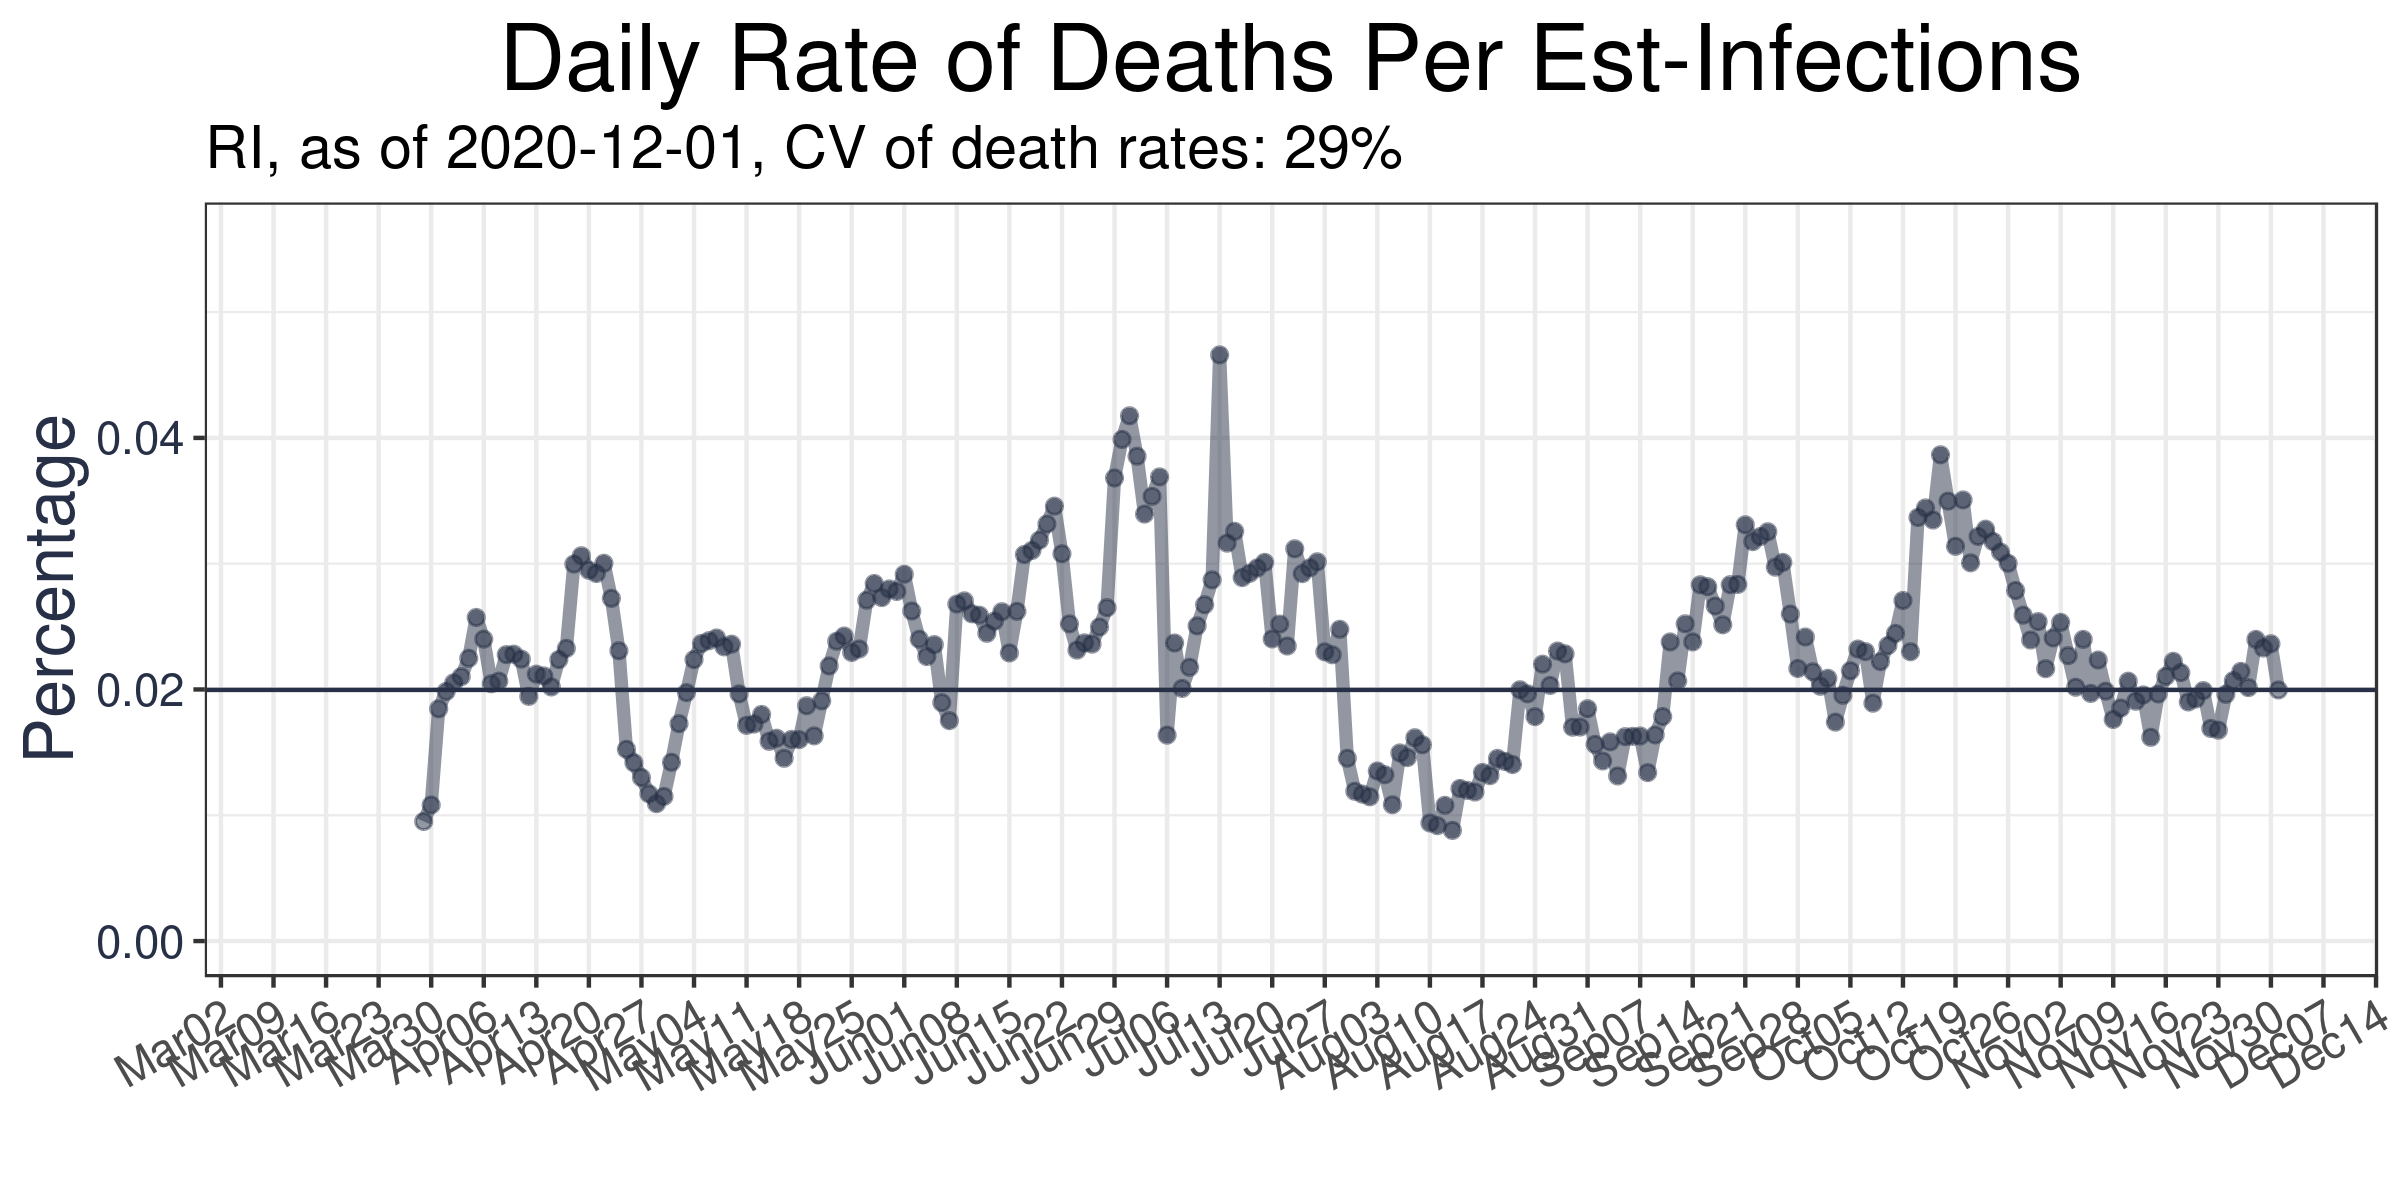 Daily Rate of Deaths Per Est-Infections
RI, as of 2020-12-01, CV of death rates: 29%
Percentage
0.04
0.02
0.00
Mar02
Mar09
Mar16
Mar23
Mar30
Apr06
Apr13
Apr20
Apr27
May04
May11
May18
May25
Jun01
Jun08
Jun15
Jun22
Jun29
Jul06
Jul13
Jul20
Jul27
Aug03
Aug10
Aug17
Aug24
Aug31
Sep07
Sep14
Sep21
Sep28
Oct05
Oct12
Oct19
Oct26
Nov02
Nov09
Nov16
Nov23
Nov30
Dec07
Dec14